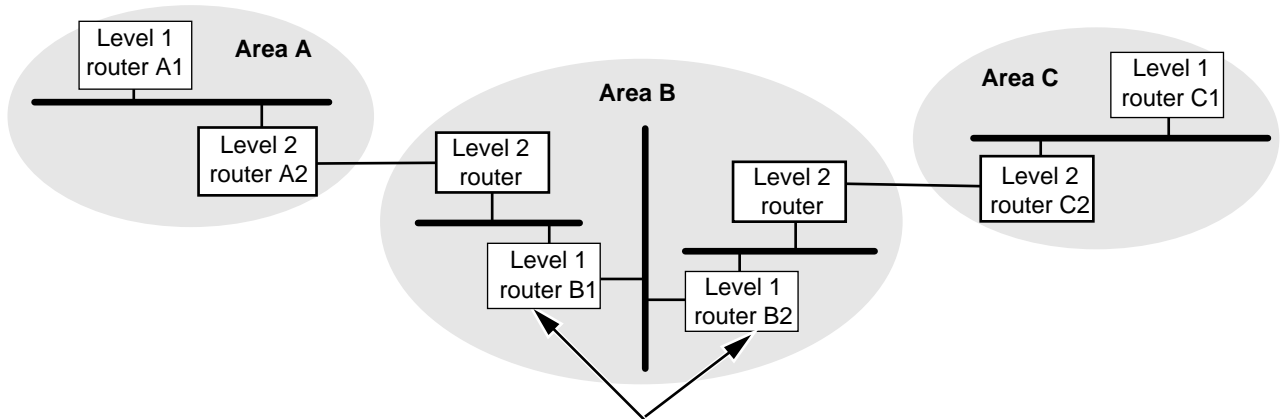 Level 1
router A1
Area A
Level 2
router A2
Area B
Level 2
router
Level 1
router B1
Level 2
router
Level 1
router B2
Area C
Level 1
router C1
Level 2
router C2